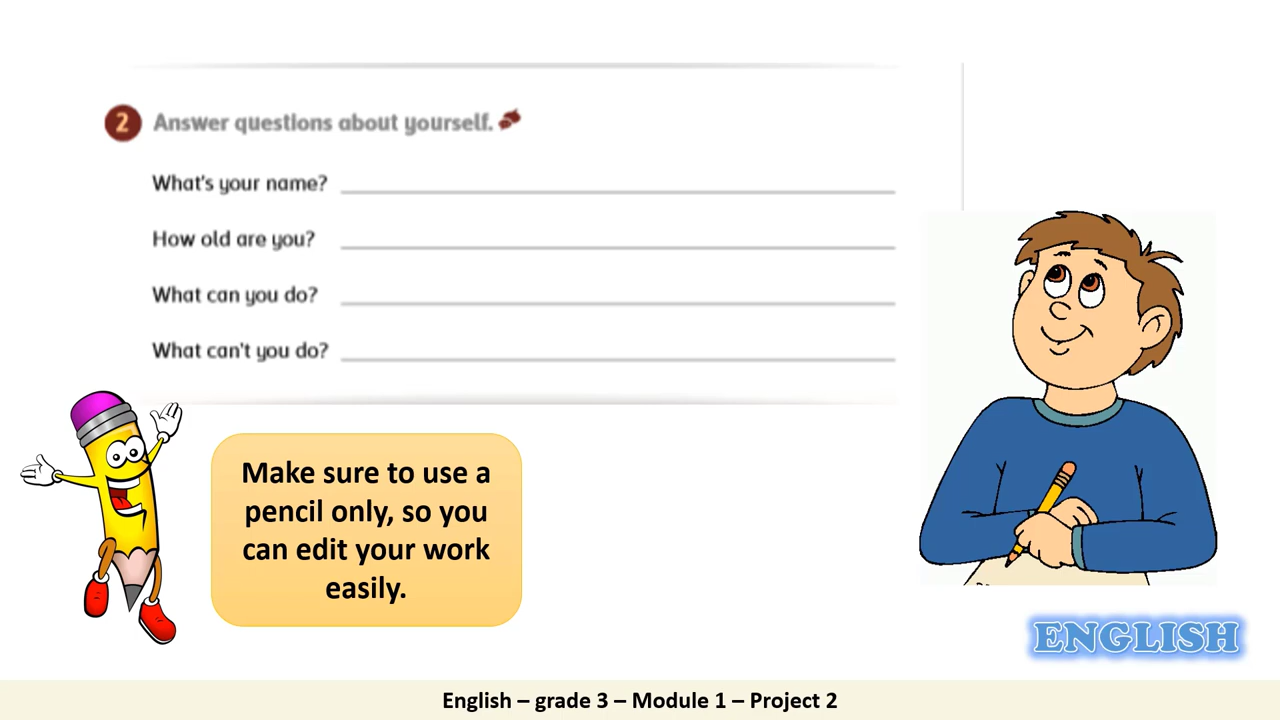 2 Answer questions about yourself.
What's your name?
How old are you?
What can you do?
What can't you do?
Make sure to use a
pencil only, so you
can edit your work
easily.
ENGLISH
English – grade 3 – Module 1 – Project 2